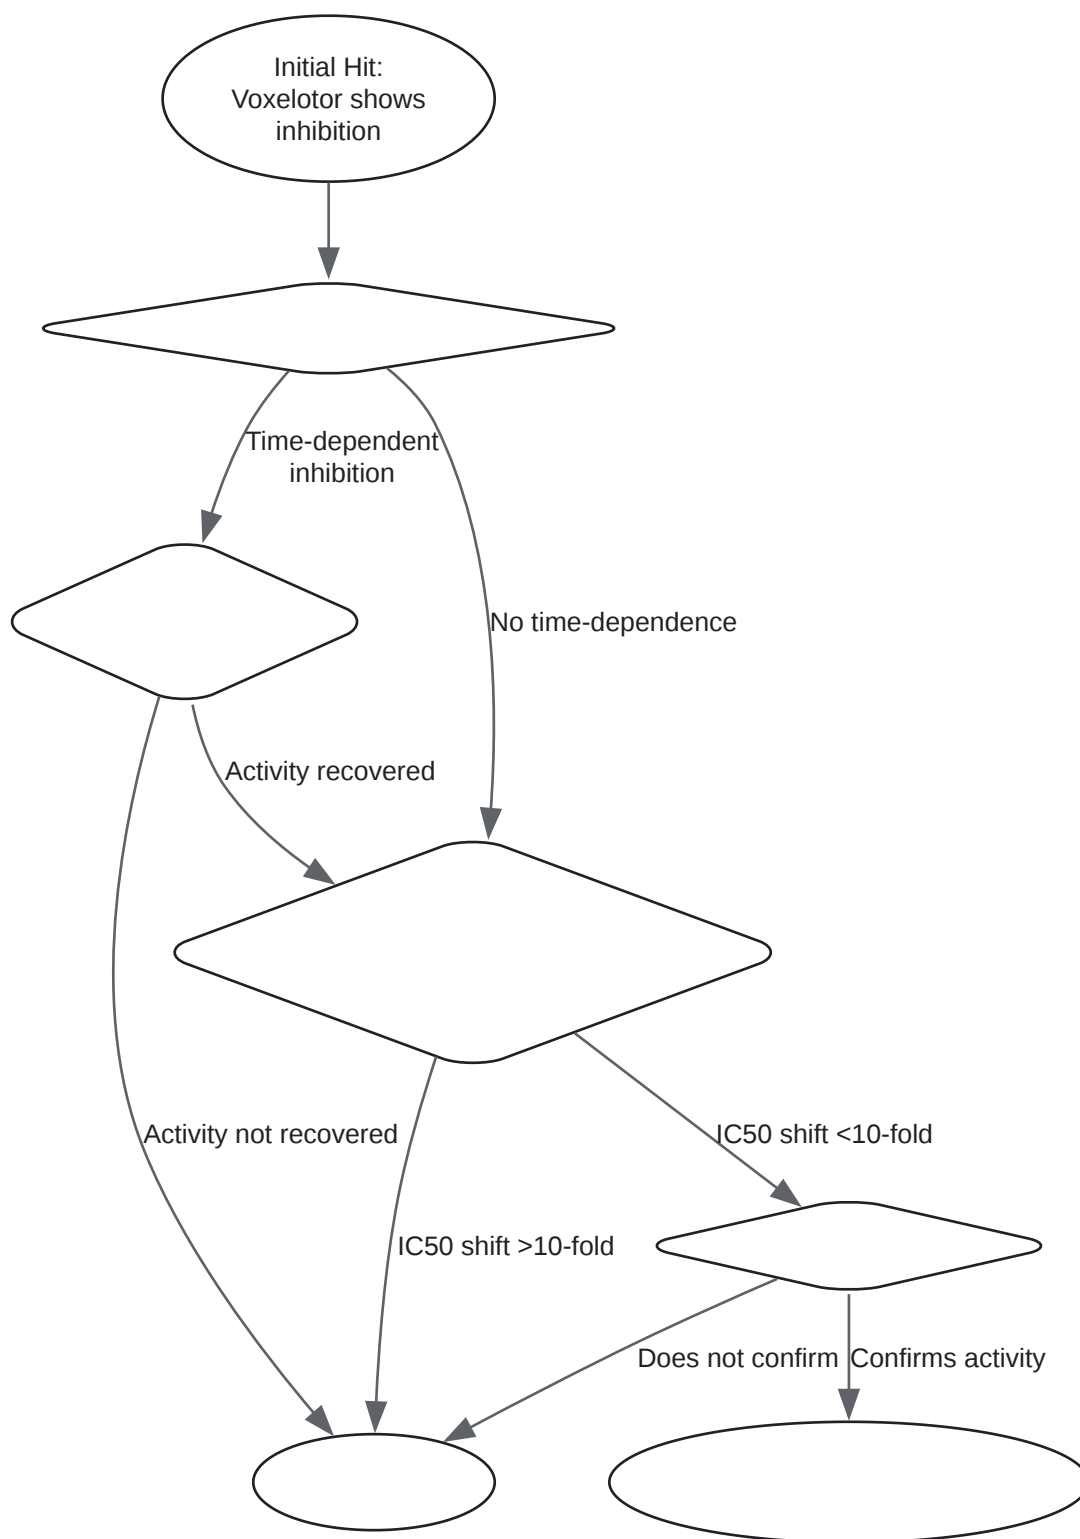 Initial Hit:
Voxelotor shows
inhibition
Time-dependent
inhibition
No time-dependence
Activity recovered
Activity not recovered
IC50 shift <10-fold
IC50 shift >10-fold
Does not confirm
Confirms activity